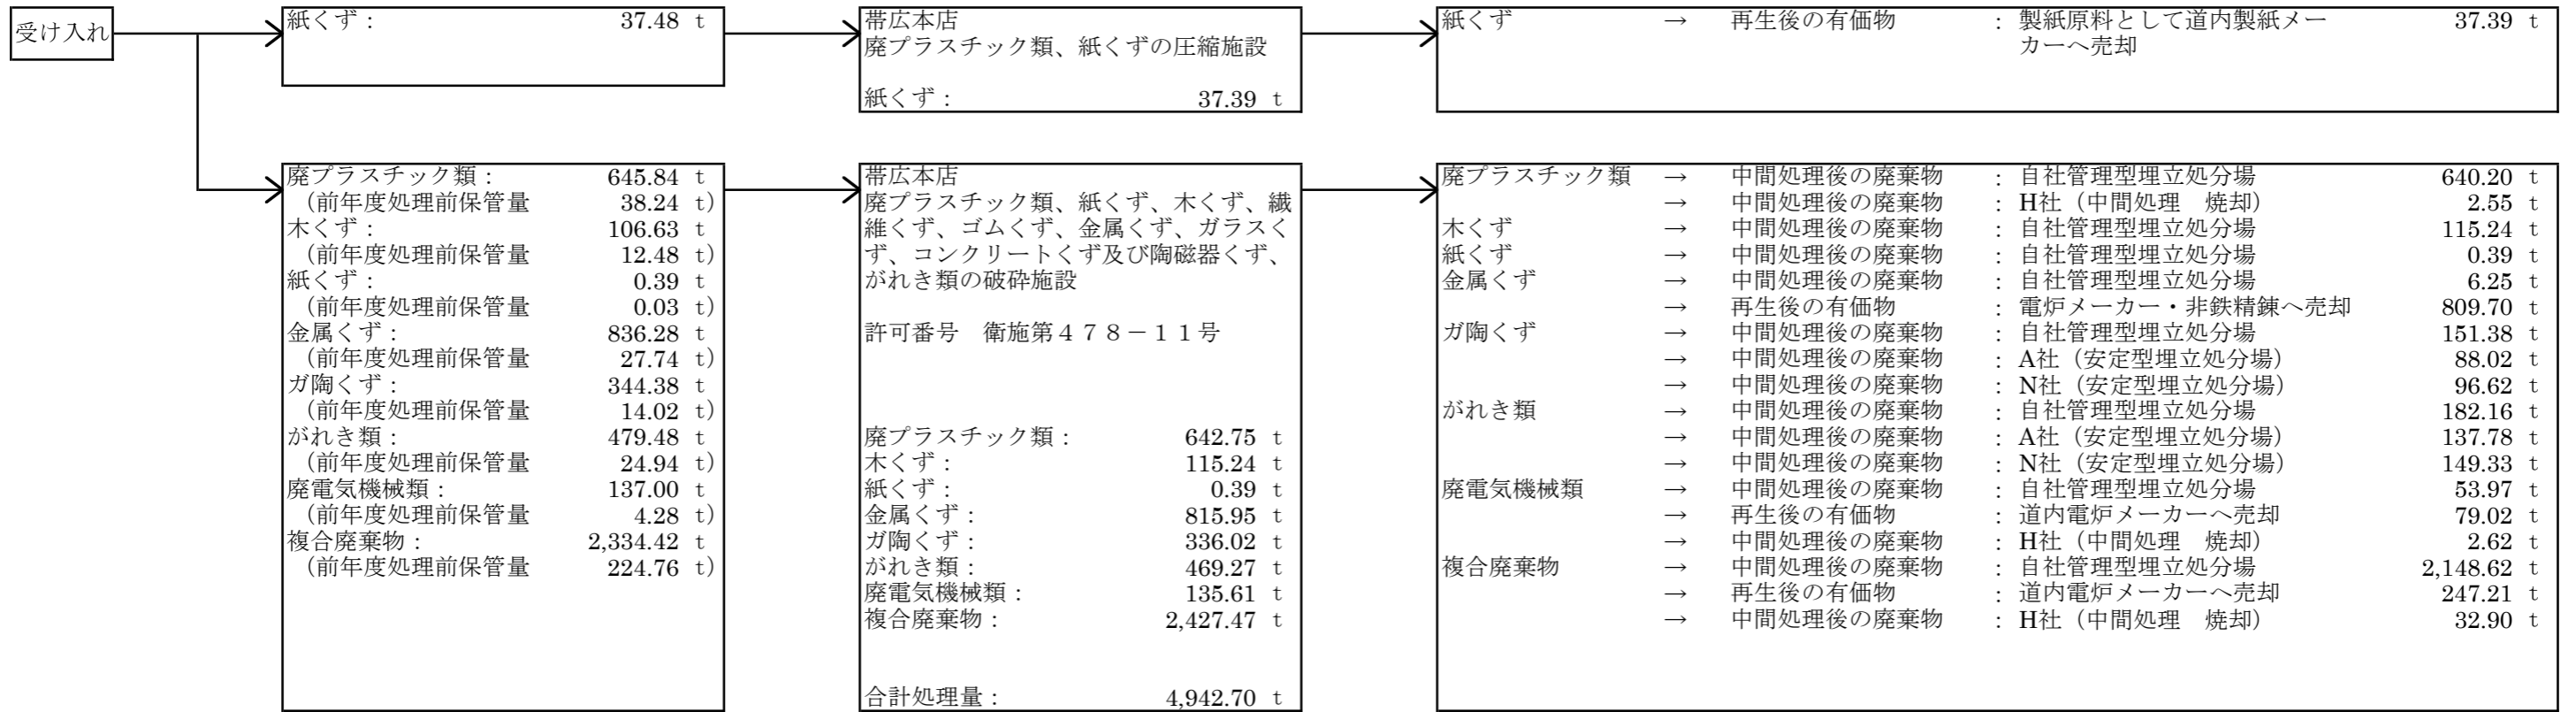 受け入れ
紙くず： 37.48 t
帯広本店
廃プラスチック類、紙くずの圧縮施設
紙くず： 37.39 t
紙くず → 再生後の有価物 ：製紙原料として道内製紙メー 37.39 t
カーへ売却
廃プラスチック類： 645.84 t
（前年度処理前保管量 38.24 t）
木くず： 106.63 t
（前年度処理前保管量 12.48 t）
紙くず： 0.39 t
（前年度処理前保管量 0.03 t）
金属くず： 836.28 t
（前年度処理前保管量 27.74 t）
ガ陶くず： 344.38 t
（前年度処理前保管量 14.02 t）
がれき類： 479.48 t
（前年度処理前保管量 24.94 t）
廃電気機械類： 137.00 t
（前年度処理前保管量 4.28 t）
複合廃棄物： 2,334.42 t
（前年度処理前保管量 224.76 t）
帯広本店
廃プラスチック類、紙くず、木くず、繊
維くず、ゴムくず、金属くず、ガラスく
ず、コンクリートくず及び陶磁器くず、
がれき類の破砕施設
許可番号　衛施第４７８－１１号
廃プラスチック類： 642.75 t
木くず： 115.24 t
紙くず： 0.39 t
金属くず： 815.95 t
ガ陶くず： 336.02 t
がれき類： 469.27 t
廃電気機械類： 135.61 t
複合廃棄物： 2,427.47 t
合計処理量： 4,942.70 t
廃プラスチック類 → 中間処理後の廃棄物 ：自社管理型埋立処分場 640.20 t
→ 中間処理後の廃棄物 ：H社（中間処理　焼却） 2.55 t
木くず → 中間処理後の廃棄物 ：自社管理型埋立処分場 115.24 t
紙くず → 中間処理後の廃棄物 ：自社管理型埋立処分場 0.39 t
金属くず → 中間処理後の廃棄物 ：自社管理型埋立処分場 6.25 t
→ 再生後の有価物 ：電炉メーカー・非鉄精錬へ売却 809.70 t
ガ陶くず → 中間処理後の廃棄物 ：自社管理型埋立処分場 151.38 t
→ 中間処理後の廃棄物 ：A社（安定型埋立処分場） 88.02 t
→ 中間処理後の廃棄物 ：N社（安定型埋立処分場） 96.62 t
がれき類 → 中間処理後の廃棄物 ：自社管理型埋立処分場 182.16 t
→ 中間処理後の廃棄物 ：A社（安定型埋立処分場） 137.78 t
→ 中間処理後の廃棄物 ：N社（安定型埋立処分場） 149.33 t
廃電気機械類 → 中間処理後の廃棄物 ：自社管理型埋立処分場 53.97 t
→ 再生後の有価物 ：道内電炉メーカーへ売却 79.02 t
→ 中間処理後の廃棄物 ：H社（中間処理　焼却） 2.62 t
複合廃棄物 → 中間処理後の廃棄物 ：自社管理型埋立処分場 2,148.62 t
→ 再生後の有価物 ：道内電炉メーカーへ売却 247.21 t
→ 中間処理後の廃棄物 ：H社（中間処理　焼却） 32.90 t